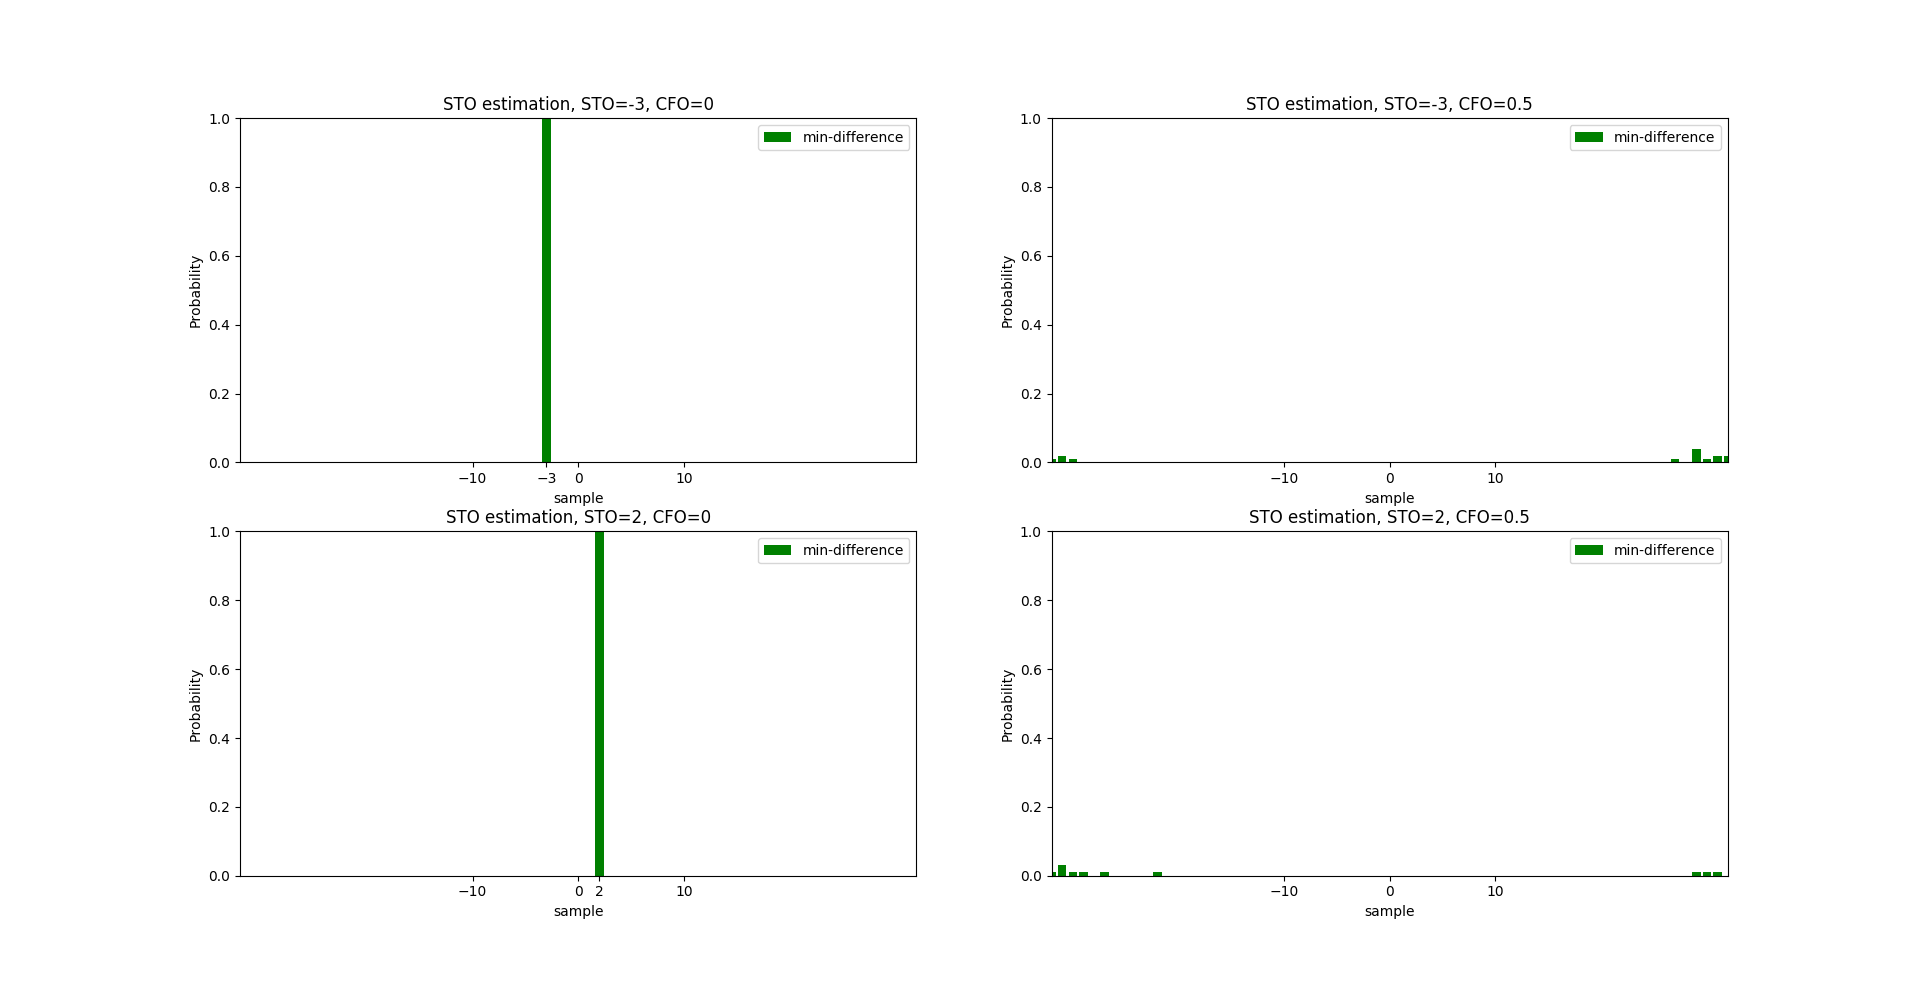 STO estimation, STO=-3, CFO=0
1.0
0.8
0.6
0.4
0.2
0.0
Probability
min-difference
−10 −3 0 10
sample
STO estimation, STO=-3, CFO=0.5
1.0
0.8
0.6
0.4
0.2
0.0
Probability
min-difference
−10 0 10
sample
STO estimation, STO=2, CFO=0
1.0
0.8
0.6
0.4
0.2
0.0
Probability
min-difference
−10 0 2 10
sample
STO estimation, STO=2, CFO=0.5
1.0
0.8
0.6
0.4
0.2
0.0
Probability
min-difference
−10 0 10
sample